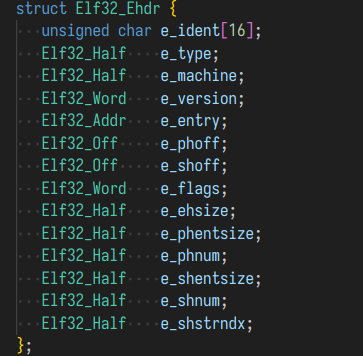 struct Elf32_Ehdr {
    unsigned char e_ident[16];
    Elf32_Half    e_type;
    Elf32_Half    e_machine;
    Elf32_Word    e_version;
    Elf32_Addr    e_entry;
    Elf32_Off     e_phoff;
    Elf32_Off     e_shoff;
    Elf32_Word    e_flags;
    Elf32_Half    e_ehsize;
    Elf32_Half    e_phentsize;
    Elf32_Half    e_phnum;
    Elf32_Half    e_shentsize;
    Elf32_Half    e_shnum;
    Elf32_Half    e_shstrndx;
};